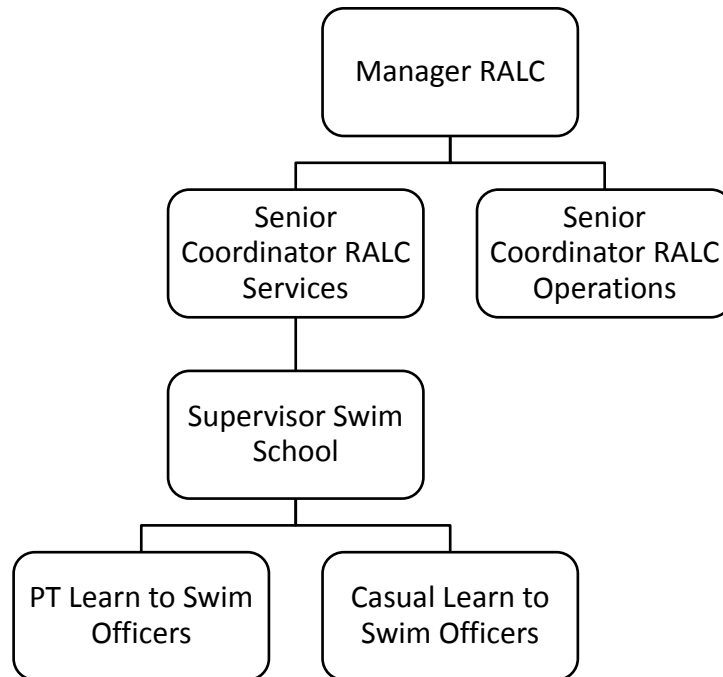 Manager RALC
Senior
Coordinator RALC
Services
Senior
Coordinator RALC
Operations
Supervisor Swim
School
PT Learn to Swim
Officers
Casual Learn to
Swim Officers